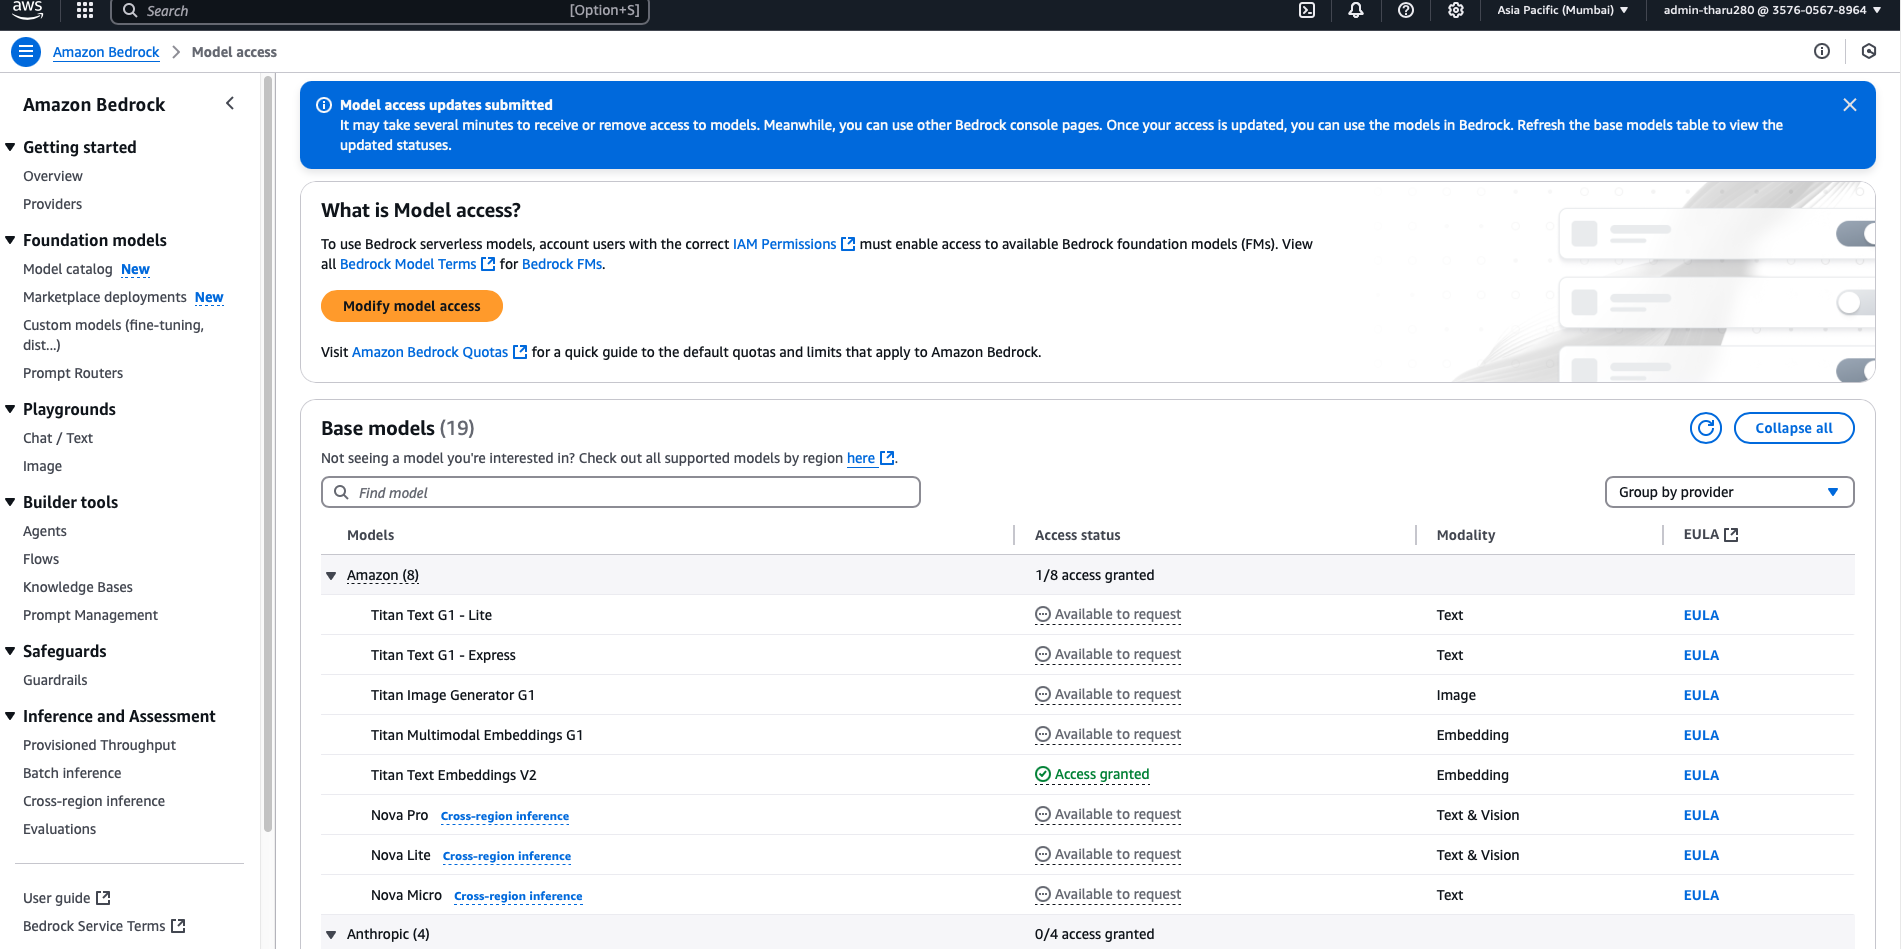 aws
Search
[Option+S]
Asia Pacific (Mumbai)
admin-tharu280 @ 3576-0567-8964
Amazon Bedrock
Model access
Amazon Bedrock
Getting started
Overview
Providers
Foundation models
Model catalog New
Marketplace deployments New
Custom models (fine-tuning,
dist...)
Prompt Routers
Playgrounds
Chat / Text
Image
Builder tools
Agents
Flows
Knowledge Bases
Prompt Management
Safeguards
Guardrails
Inference and Assessment
Provisioned Throughput
Batch inference
Cross-region inference
Evaluations
User guide
Bedrock Service Terms
Model access updates submitted
It may take several minutes to receive or remove access to models. Meanwhile, you can use other Bedrock console pages. Once your access is updated, you can use the models in Bedrock. Refresh the base models table to view the
updated statuses.
What is Model access?
To use Bedrock serverless models, account users with the correct IAM Permissions must enable access to available Bedrock foundation models (FMs). View
all Bedrock Model Terms for Bedrock FMs.
Modify model access
Visit Amazon Bedrock Quotas for a quick guide to the default quotas and limits that apply to Amazon Bedrock.
Base models (19)
Collapse all
Not seeing a model you're interested in? Check out all supported models by region here.
Find model
Group by provider
Models Access status Modality EULA
Amazon (8) 1/8 access granted
Titan Text G1 - Lite Available to request Text EULA
Titan Text G1 - Express Available to request Text EULA
Titan Image Generator G1 Available to request Image EULA
Titan Multimodal Embeddings G1 Available to request Embedding EULA
Titan Text Embeddings V2 Access granted Embedding EULA
Nova Pro Cross-region inference Available to request Text & Vision EULA
Nova Lite Cross-region inference Available to request Text & Vision EULA
Nova Micro Cross-region inference Available to request Text EULA
Anthropic (4) 0/4 access granted